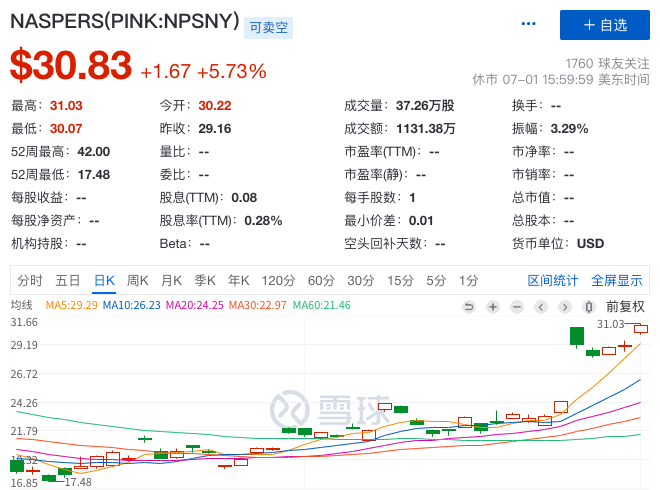 NASPERS(PINK:NPSNY) 可卖空 ... + 自选
$30.83 +1.67 +5.73% 1760 球友关注
休市 07-01 15:59:59 美东时间
最高：31.03 今开：30.22 成交量：37.26万股 换手：--
最低：30.07 昨收：29.16 成交额：1131.38万 振幅：3.29%
52周最高：42.00 量比：-- 市盈率(TTM)：-- 市净率：--
52周最低：17.48 委比：-- 市盈率(静)：-- 市销率：--
每股收益：-- 股息(TTM)：0.08 每手股数：1 总市值：--
每股净资产：-- 股息率(TTM)：0.28% 最小价差：0.01 总股本：--
机构持股：-- Beta：-- 空头回补天数：-- 货币单位：USD
分时 五日 日K 周K 月K 季K 年K 120分 60分 30分 15分 5分 1分 区间统计 全屏显示
均线 MA5:29.29 MA10:26.23 MA20:24.25 MA30:22.97 MA60:21.46 前复权
31.66 31.03
29.19
26.72
24.26 雪球
21.79
19.32
16.85 17.48